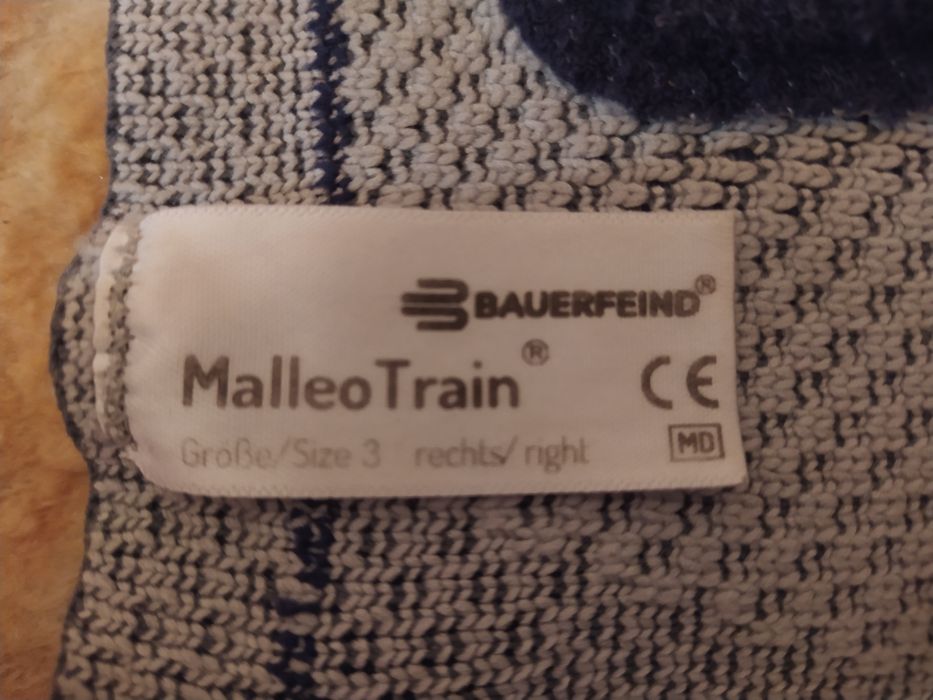 BAUERFEIND®
MalleoTrain®
CE
Größe/Size 3 rechts/right
MD